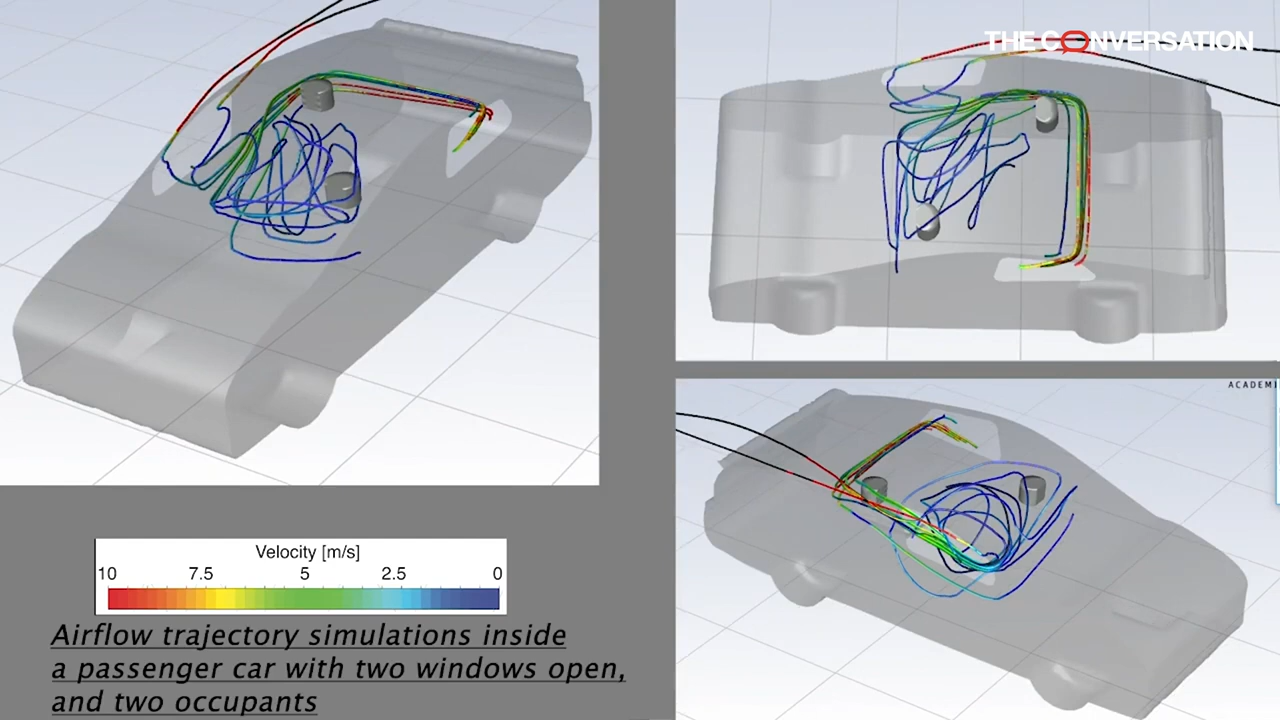 THE CONVERSATION
ACADEMI
Velocity [m/s]
10 7.5 5 2.5 0
Airflow trajectory simulations inside
a passenger car with two windows open,
and two occupants